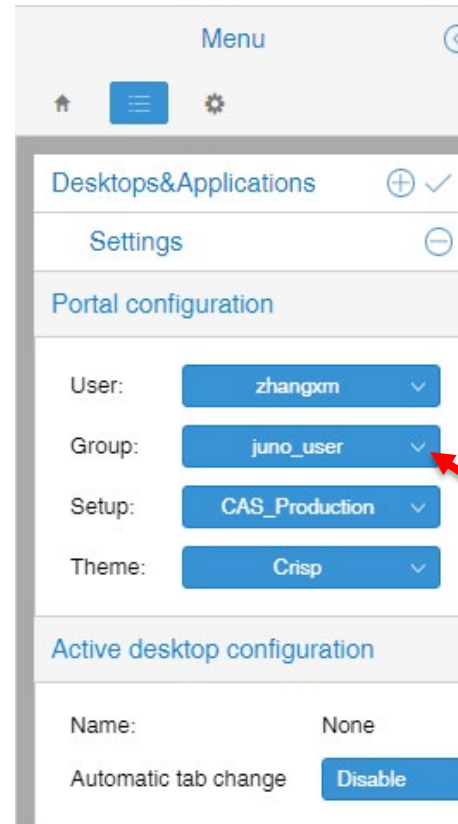 Menu
Desktops&Applications
Settings
Portal configuration
User: zhangxm
Group: juno_user
Setup: CAS_Production
Theme: Crisp
Active desktop configuration
Name: None
Automatic tab change Disable